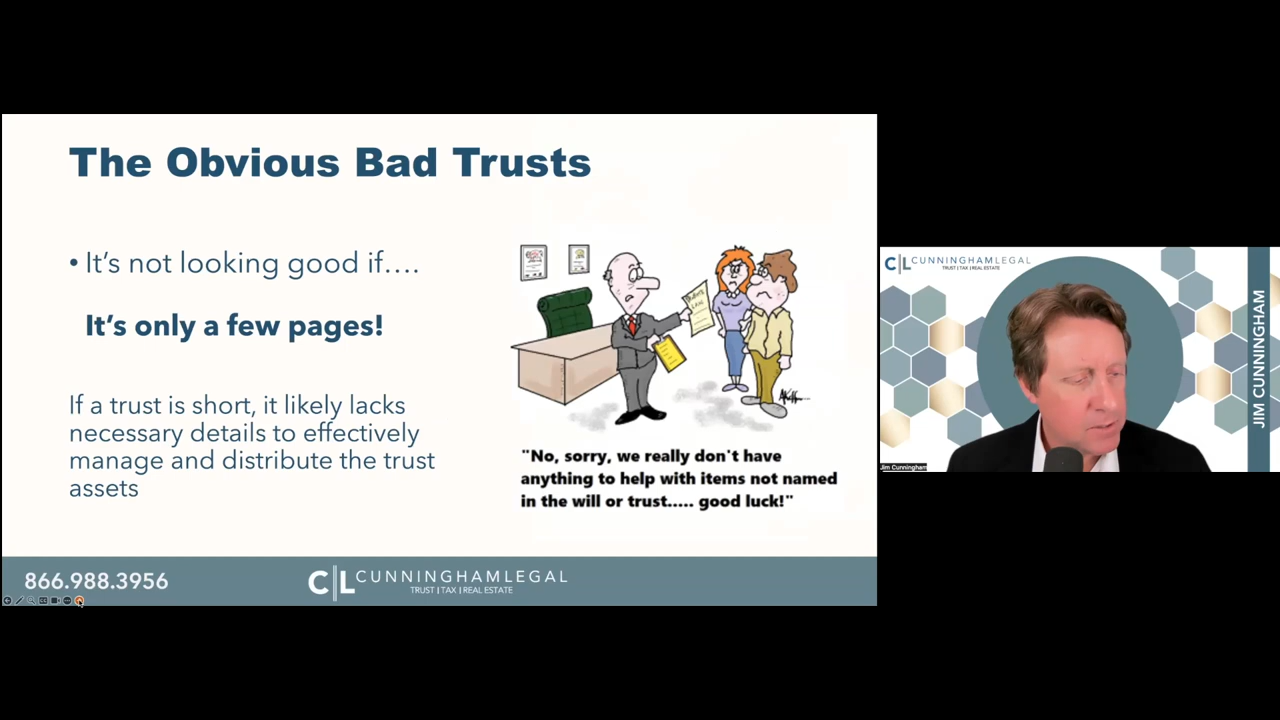 The Obvious Bad Trusts
• It's not looking good if....
It's only a few pages!
If a trust is short, it likely lacks
necessary details to effectively
manage and distribute the trust
assets
"No, sorry, we really don't have
anything to help with items not named
in the will or trust..... good luck!"
866.988.3956
C|L CUNNINGHAMLEGAL
TRUST | TAX | REAL ESTATE
C|L CUNNINGHAMLEGAL
TRUST | TAX | REAL ESTATE
JIM CUNNINGHAM
Jim Cunningham